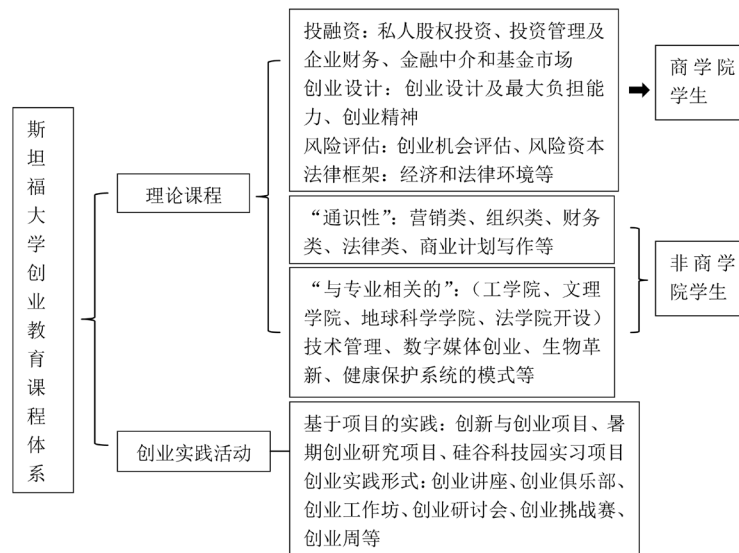 斯坦福大学创业教育课程体系
理论课程
投融资：私人股权投资、投资管理及
企业财务、金融中介和基金市场
创业设计：创业设计及最大负担能
力、创业精神
风险评估：创业机会评估、风险资本
法律框架：经济和法律环境等
商学院
学生
“通识性”：营销类、组织类、财务
类、法律类、商业计划写作等
“与专业相关的”：（工学院、文理
学院、地球科学学院、法学院开设）
技术管理、数字媒体创业、生物革
新、健康保护系统的模式等
非商学
院学生
创业实践活动
基于项目的实践：创新与创业项目、暑
期创业研究项目、硅谷科技园实习项目
创业实践形式：创业讲座、创业俱乐部、
创业工作坊、创业研讨会、创业挑战赛、
创业周等